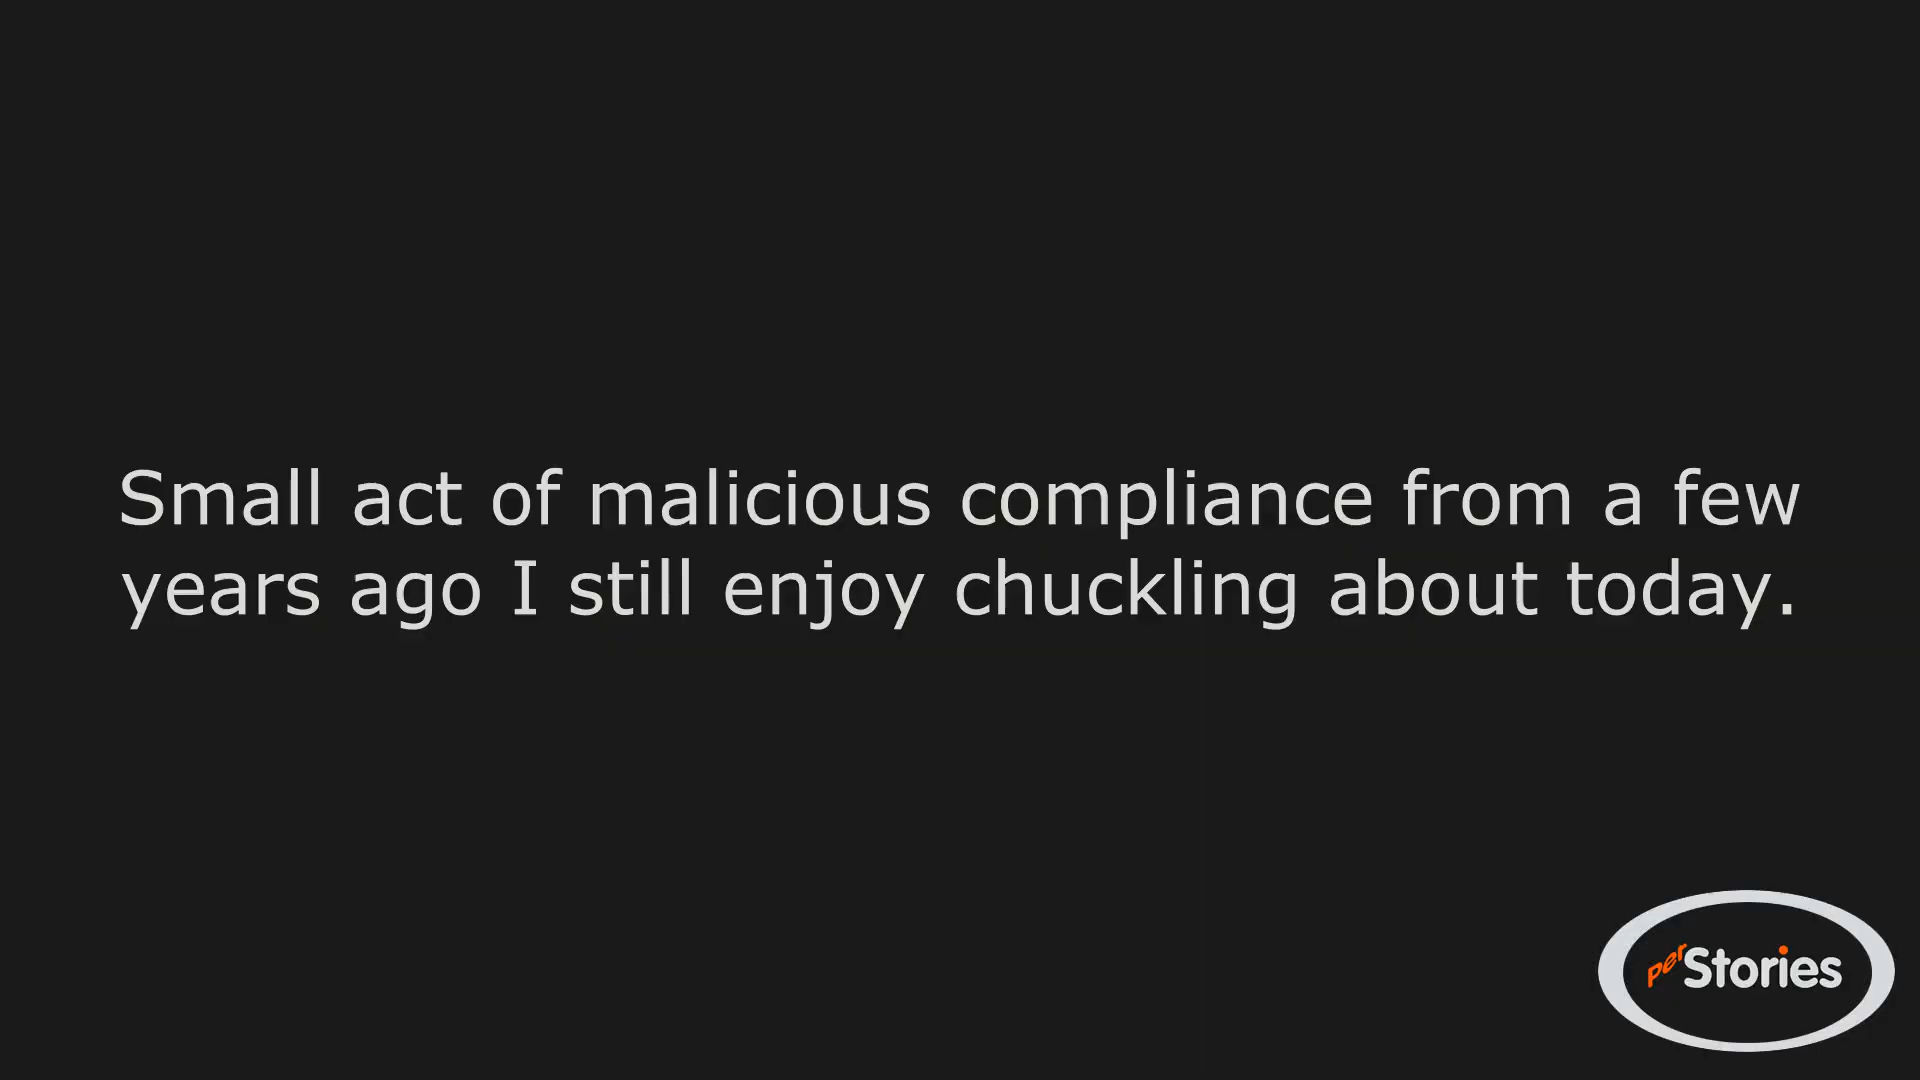 Small act of malicious compliance from a few
years ago I still enjoy chuckling about today.
perStories